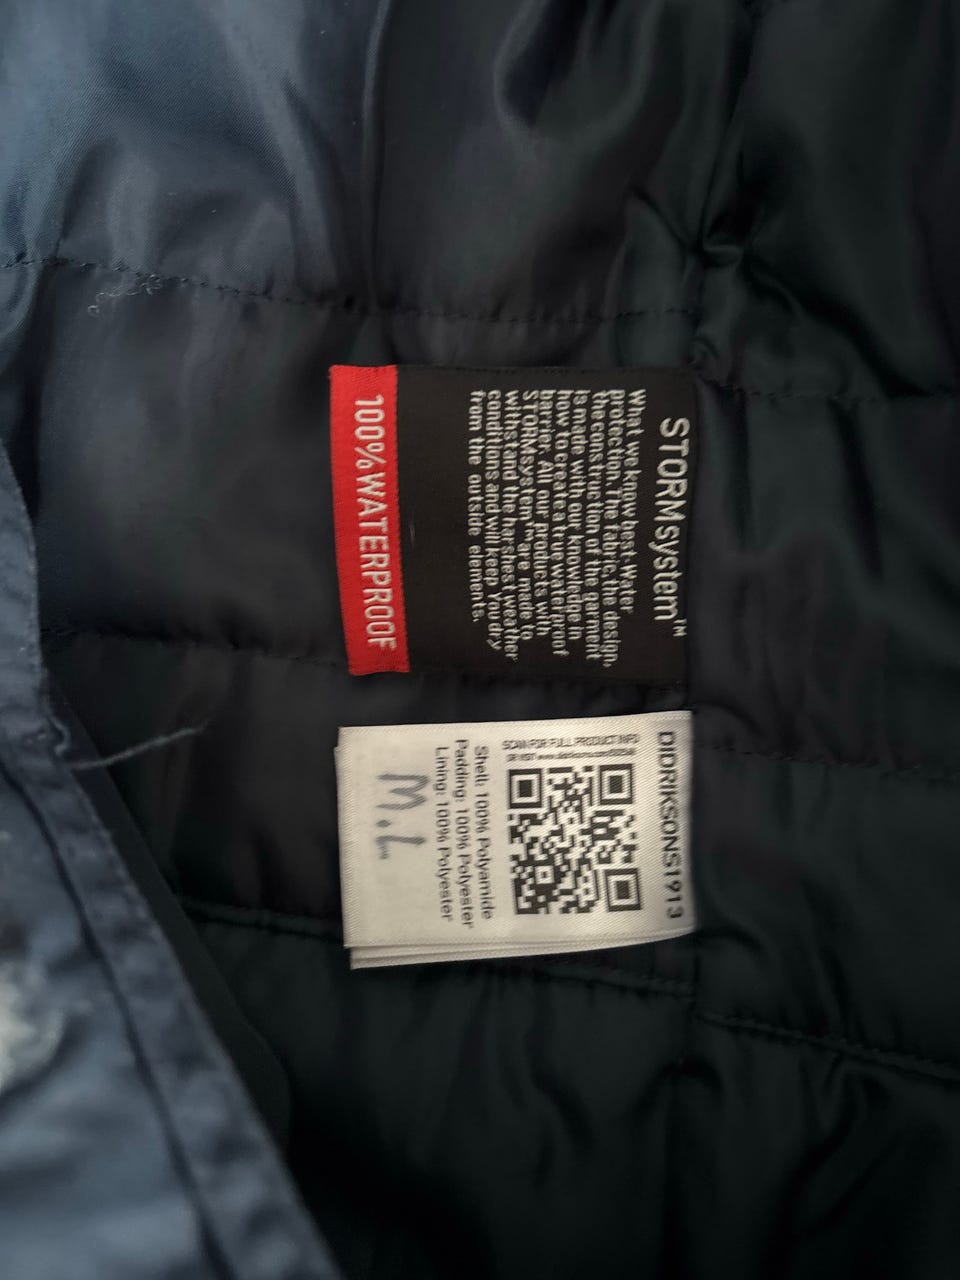 STORMsystem™
What we know best-Water
protection. The fabric, the design,
the construction of the garment
is made with our knowledge in
how to create a true waterproof
barrier. All our products with
STORMsystem™ are made to
withstand the harshest weather
conditions and will keep You dry
from the outside elements.
100% WATERPROOF
DIDRIKSONS1913
SCAN FOR FULL PRODUCT INFO
OR VISIT
Shell: 100% Polyamide
Padding: 100% Polyester
Lining: 100% Polyester
M.L